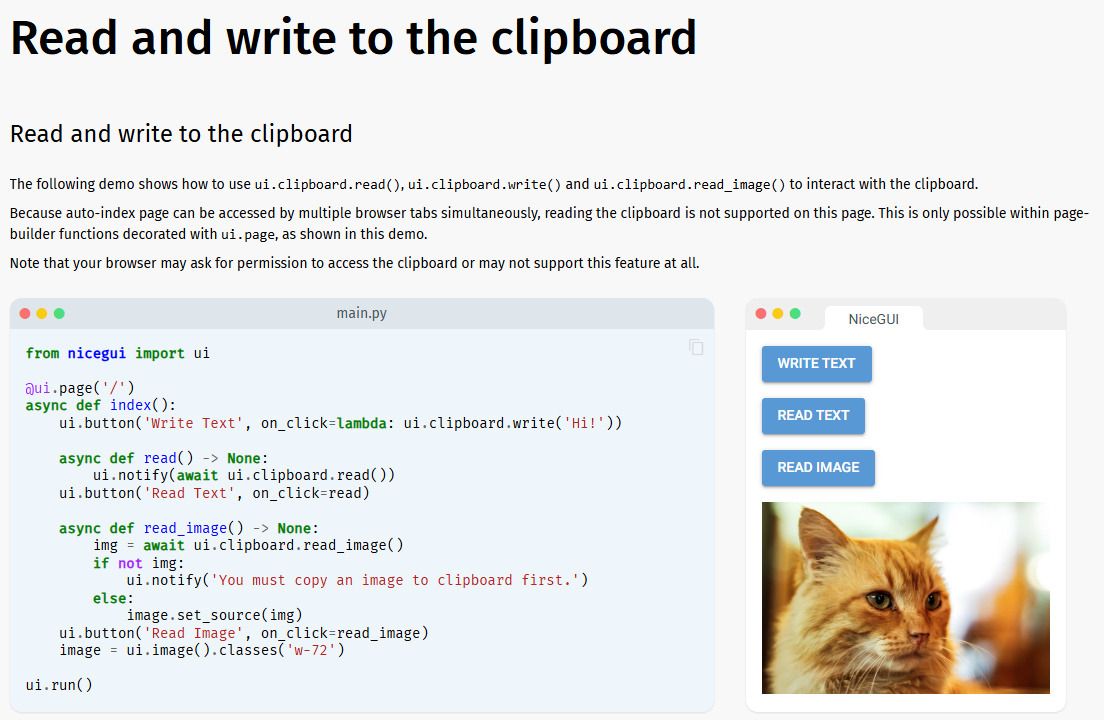 Read and write to the clipboard
Read and write to the clipboard
The following demo shows how to use ui.clipboard.read(), ui.clipboard.write() and ui.clipboard.read_image() to interact with the clipboard.
Because auto-index page can be accessed by multiple browser tabs simultaneously, reading the clipboard is not supported on this page. This is only possible within page-
builder functions decorated with ui.page, as shown in this demo.
Note that your browser may ask for permission to access the clipboard or may not support this feature at all.
main.py
from nicegui import ui
@ui.page('/')
async def index():
    ui.button('Write Text', on_click=lambda: ui.clipboard.write('Hi!'))
    async def read() -> None:
        ui.notify(await ui.clipboard.read())
    ui.button('Read Text', on_click=read)
    async def read_image() -> None:
        img = await ui.clipboard.read_image()
        if not img:
            ui.notify('You must copy an image to clipboard first.')
        else:
            image.set_source(img)
    ui.button('Read Image', on_click=read_image)
    image = ui.image().classes('w-72')
ui.run()
NiceGUI
WRITE TEXT
READ TEXT
READ IMAGE